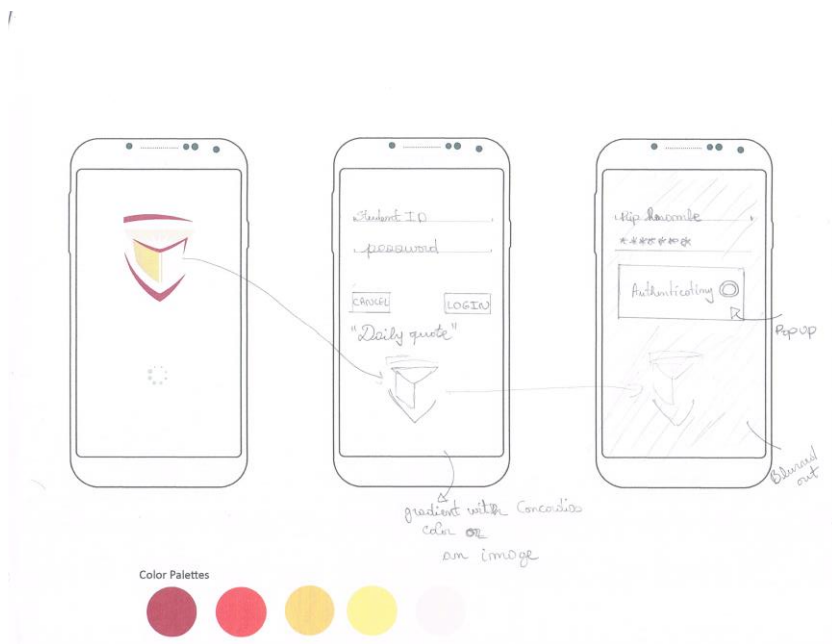 Student ID
password
CANCEL
LOGIN
"Daily quote"
gradient with Concordia
color or
an image
*******
Authenticating
Pop up
Blurred
out
Color Palettes